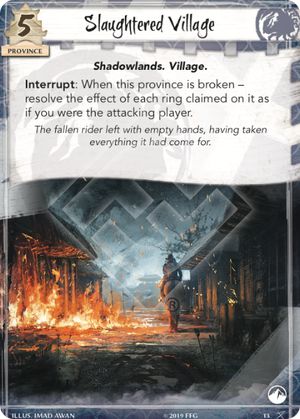 5
PROVINCE
Slaughtered Village
Shadowlands. Village.
Interrupt: When this province is broken –
resolve the effect of each ring claimed on it as
if you were the attacking player.
The fallen rider left with empty hands, having taken
everything it had come for.
ILLUS. IMAD AWAN
© 2019 FFG